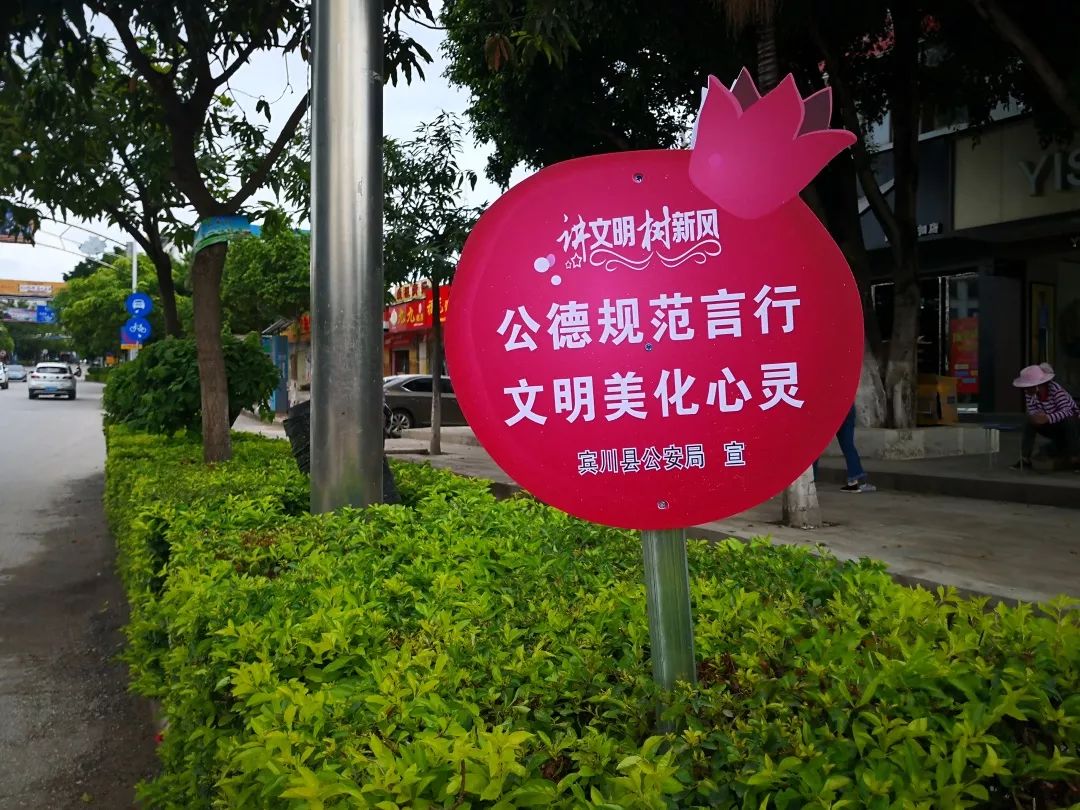 讲文明树新风
公德规范言行
文明美化心灵
宾川县公安局 宣
YIS